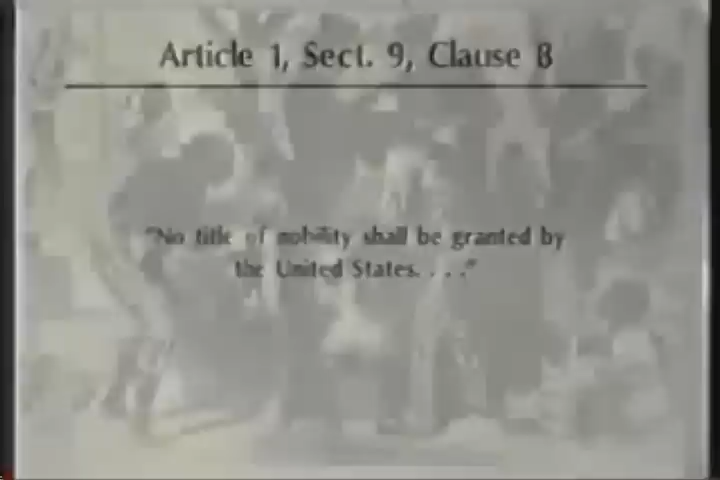 Article 1, Sect. 9, Clause 8
"No title of nobility shall be granted by
the United States. . . ."